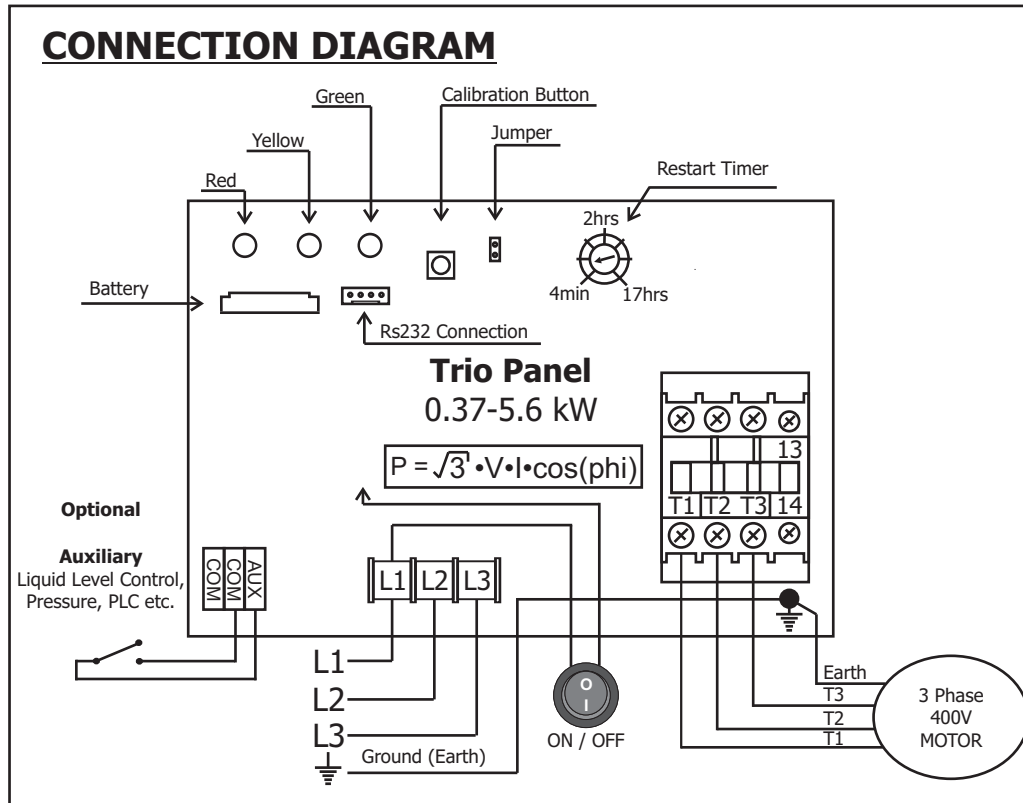 CONNECTION DIAGRAM
Green
Calibration Button
Yellow
Jumper
Red
Restart Timer
2hrs
4min
17hrs
Battery
Rs232 Connection
Trio Panel
0.37-5.6 kW
P = √3 •V•I•cos(phi)
13
T1 T2 T3 14
Optional
Auxiliary
Liquid Level Control,
Pressure, PLC etc.
COM
COM
AUX
L1 L2 L3
L1
L2
L3
Ground (Earth)
O
I
ON / OFF
Earth
T3
T2
T1
3 Phase
400V
MOTOR